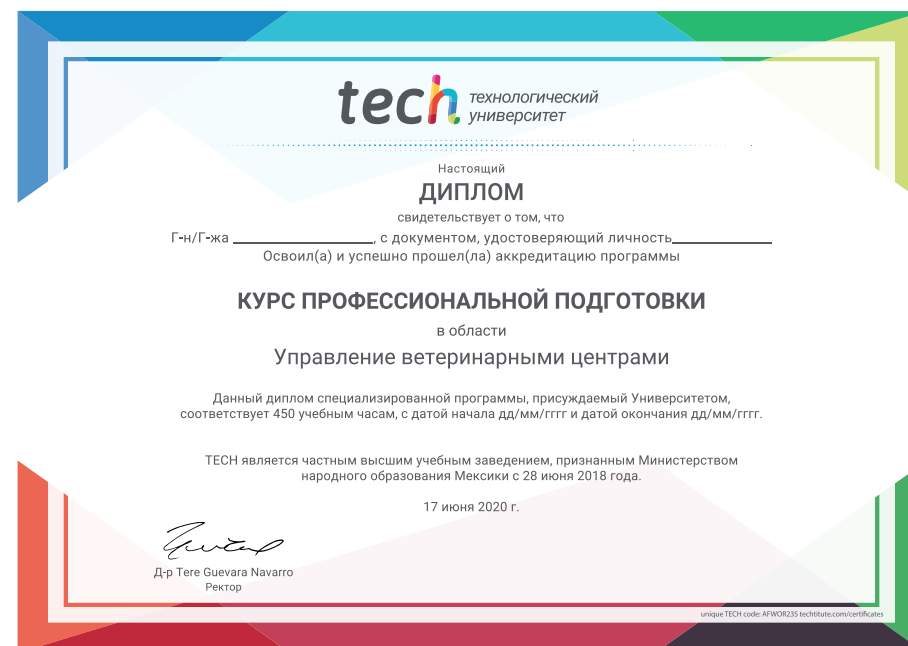 tech технологический
университет
Настоящий
ДИПЛОМ
свидетельствует о том, что
Г-н/Г-жа ____________________, с документом, удостоверяющий личность______________
Освоил(а) и успешно прошел(ла) аккредитацию программы
КУРС ПРОФЕССИОНАЛЬНОЙ ПОДГОТОВКИ
в области
Управление ветеринарными центрами
Данный диплом специализированной программы, присуждаемый Университетом,
соответствует 450 учебным часам, с датой начала дд/мм/гггг и датой окончания дд/мм/гггг.
TECH является частным высшим учебным заведением, признанным Министерством
народного образования Мексики с 28 июня 2018 года.
17 июня 2020 г.
Д-р Tere Guevara Navarro
Ректор
unique TECH code: AFWOR23S techtitute.com/certificates